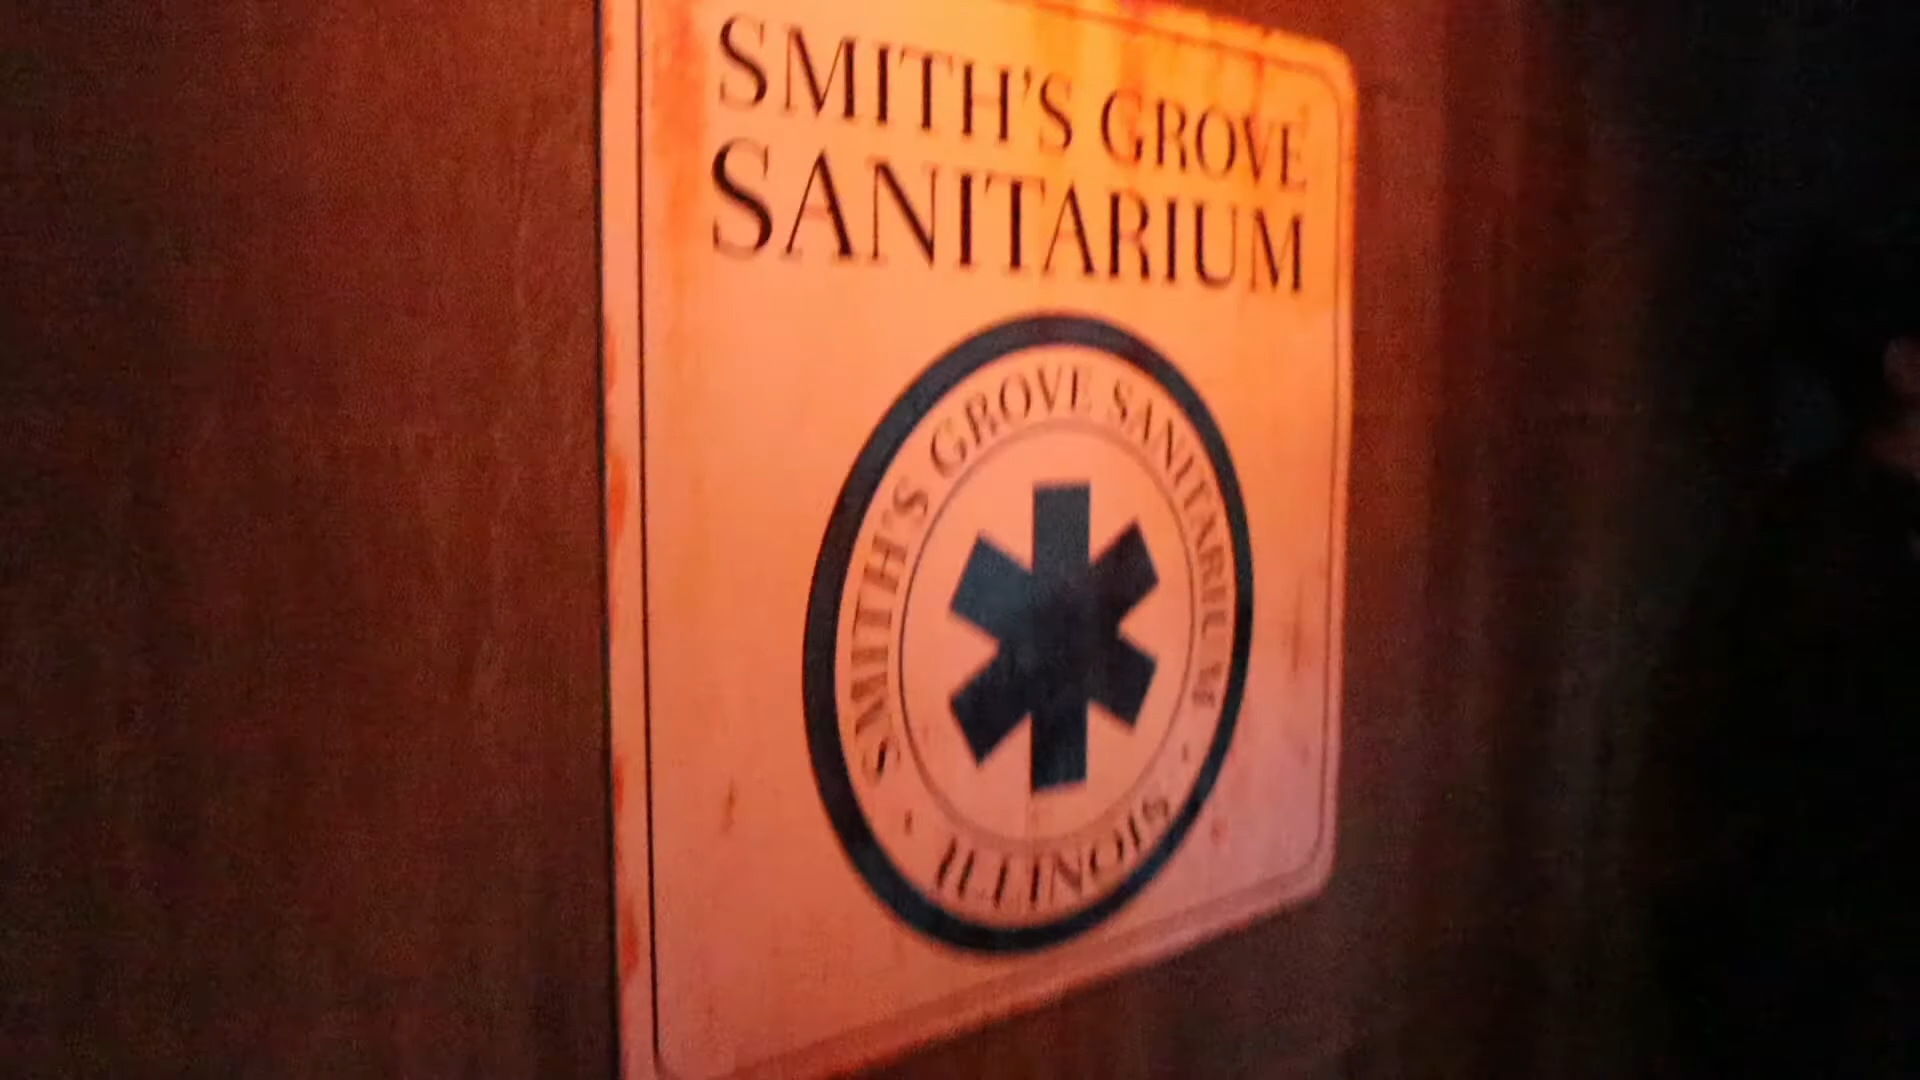 SMITH'S GROVE
SANITARIUM
SMITH'S GROVE SANITARIUM
· ILLINOIS ·